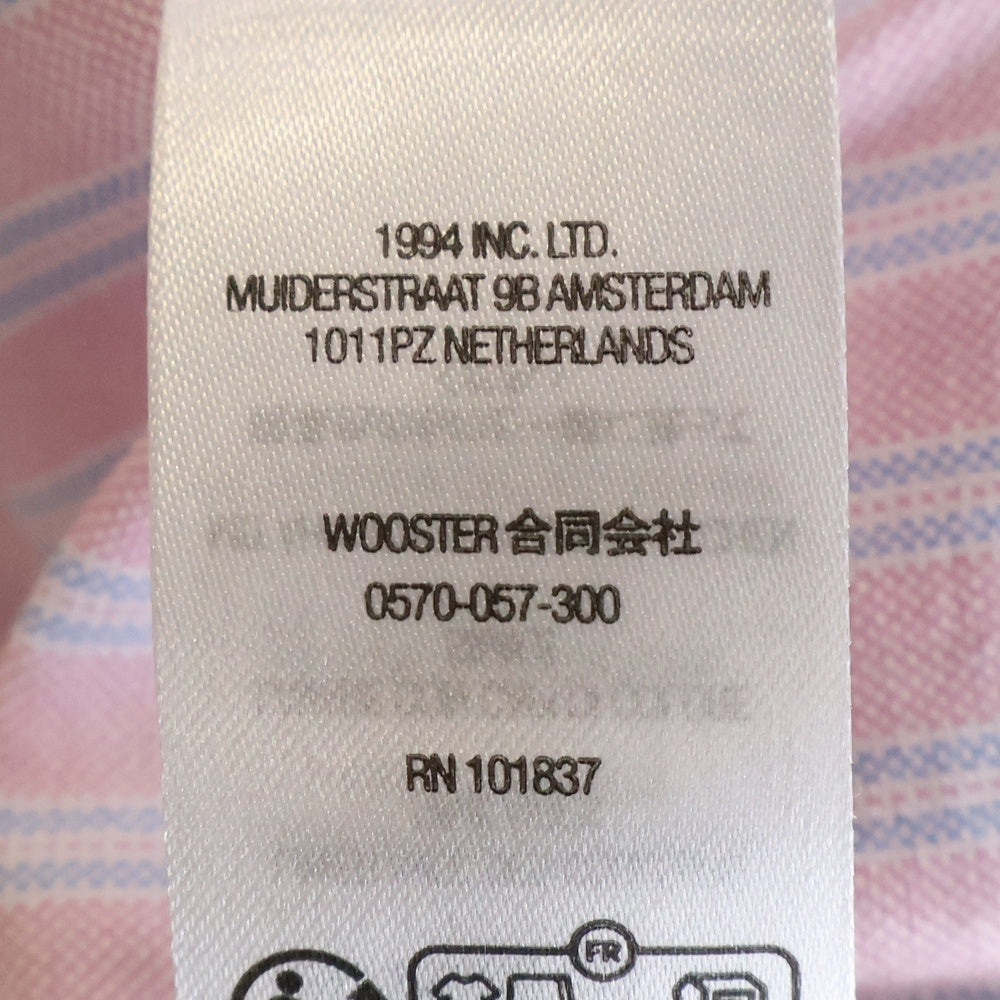 1994 INC. LTD.
MUIDERSTRAAT 9B AMSTERDAM
1011PZ NETHERLANDS
WOOSTER 合同会社
0570-057-300
RN 101837
FR